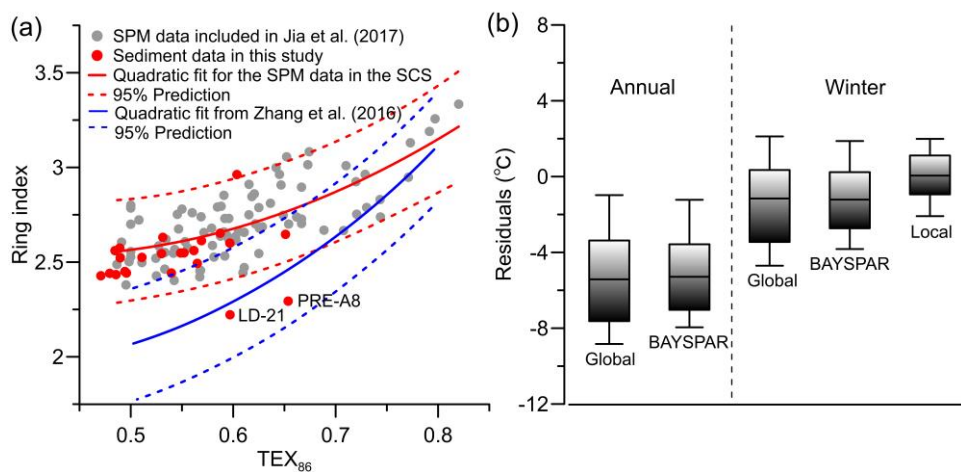 (a)
SPM data included in Jia et al. (2017)
Sediment data in this study
Quadratic fit for the SPM data in the SCS
95% Prediction
Quadratic fit from Zhang et al. (2016)
95% Prediction
3.5
3
2.5
2
Ring index
LD-21
PRE-A8
0.5 0.6 0.7 0.8
TEX86
(b)
8
4
0
-4
-8
-12
Residuals (°C)
Annual
Winter
Global
BAYSPAR
Global
BAYSPAR
Local